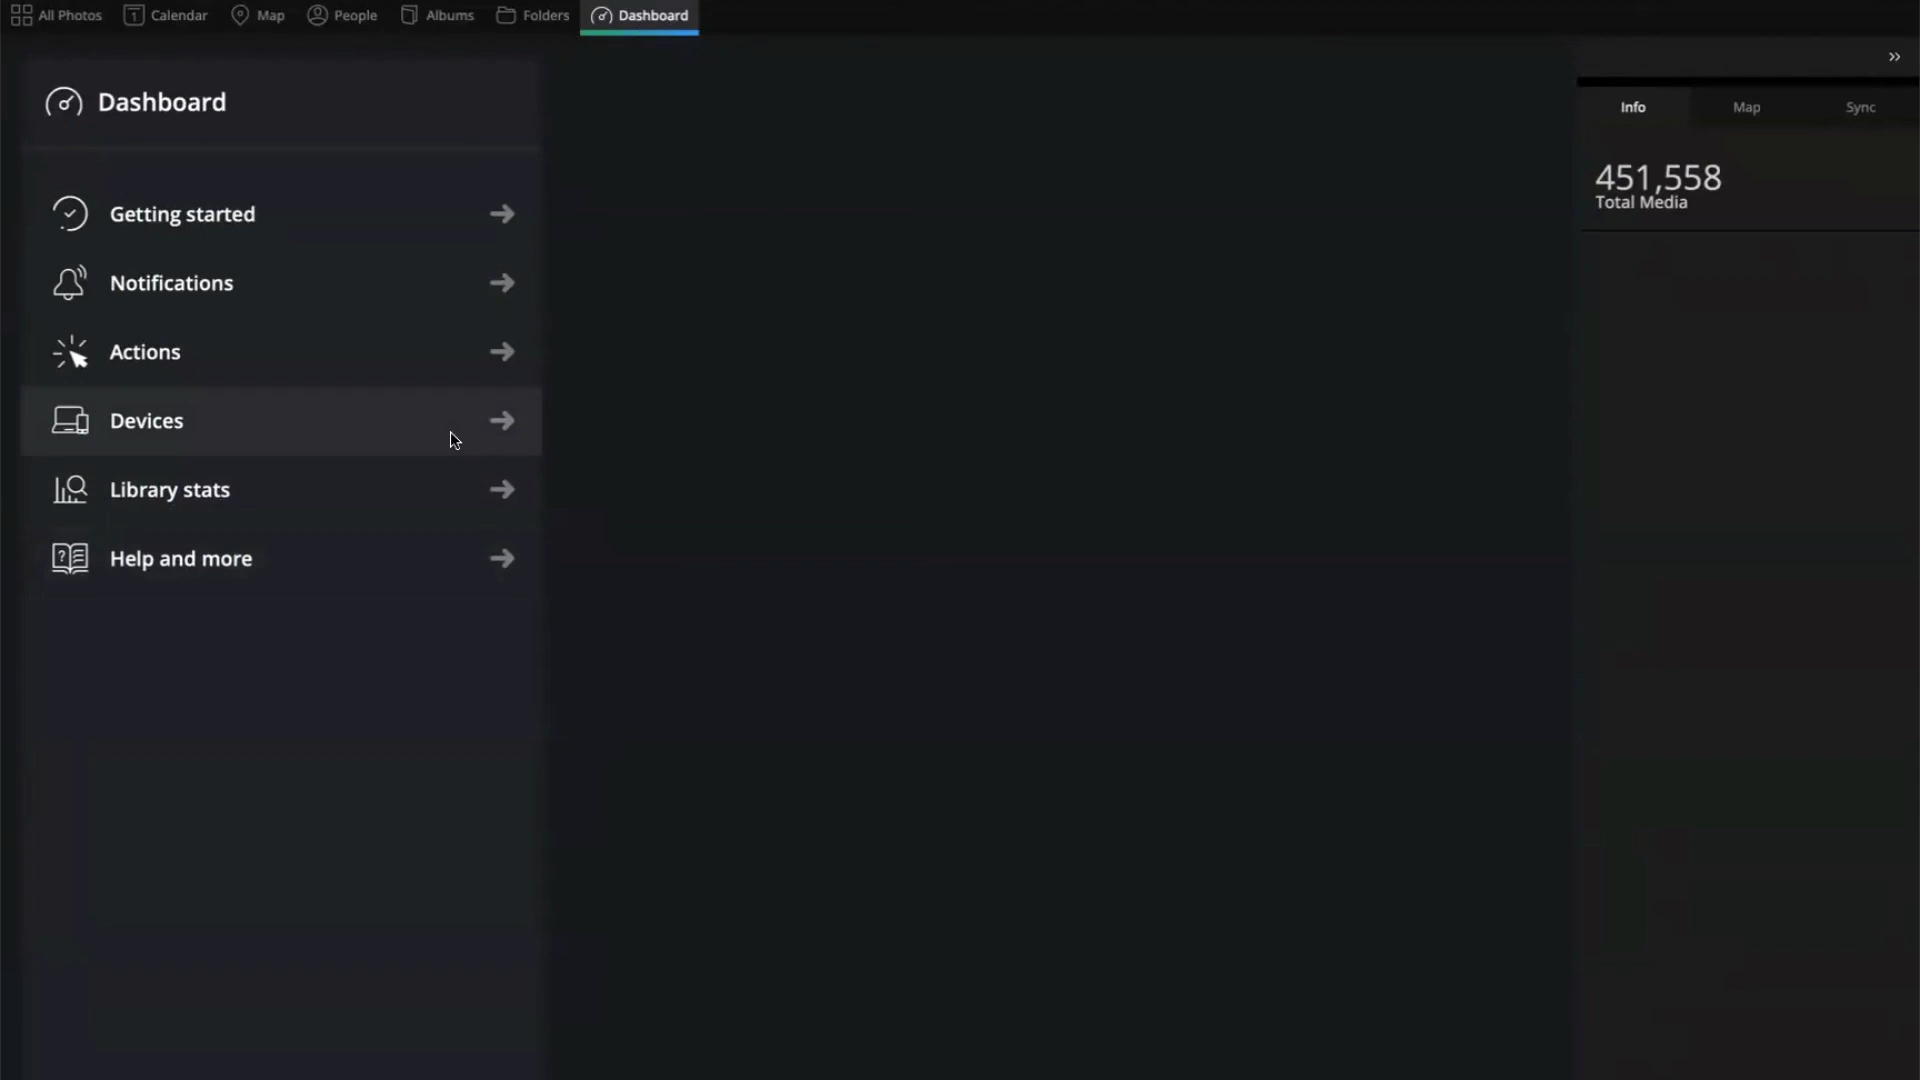 All Photos
1
Calendar
Map
People
Albums
Folders
Dashboard
Dashboard
Getting started
Notifications
Actions
Devices
Library stats
? Help and more
Info
Map
Sync
451,558
Total Media